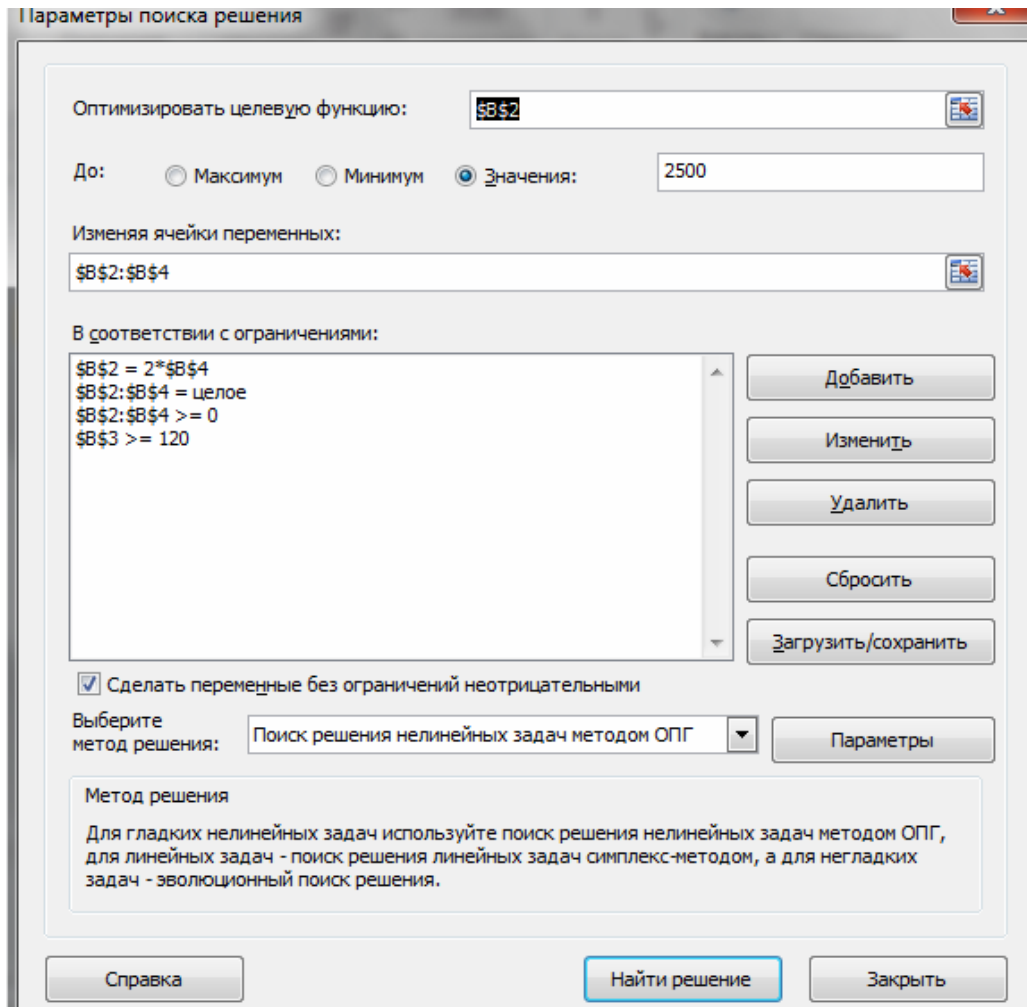 Параметры поиска решения
Оптимизировать целевую функцию: $B$2
До: Максимум Минимум Значения: 2500
Изменяя ячейки переменных:
$B$2:$B$4
В соответствии с ограничениями:
$B$2 = 2*$B$4
$B$2:$B$4 = целое
$B$2:$B$4 >= 0
$B$3 >= 120
Добавить
Изменить
Удалить
Сбросить
Загрузить/сохранить
Сделать переменные без ограничений неотрицательными
Выберите
метод решения:
Поиск решения нелинейных задач методом ОПГ
Параметры
Метод решения
Для гладких нелинейных задач используйте поиск решения нелинейных задач методом ОПГ,
для линейных задач - поиск решения линейных задач симплекс-методом, а для негладких
задач - эволюционный поиск решения.
Справка Найти решение Закрыть